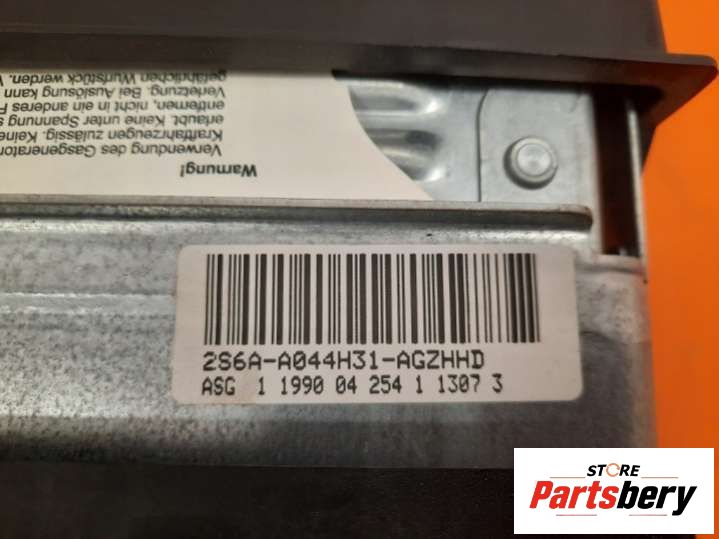 Warnung!
Verwendung des Gasgenerator
Kraftfahrzeugen zulässig. Keine
erlaubt. Keine unter Spannung s
entfernen, nicht in ein anderes F
Verletzung. Bei Auslösung kann
gefährlichen Wurfstück werden. V
2S6A-A044H31-AGZHHD
ASG 1 1990 04 254 1 1307 3
STORE
Partsbery